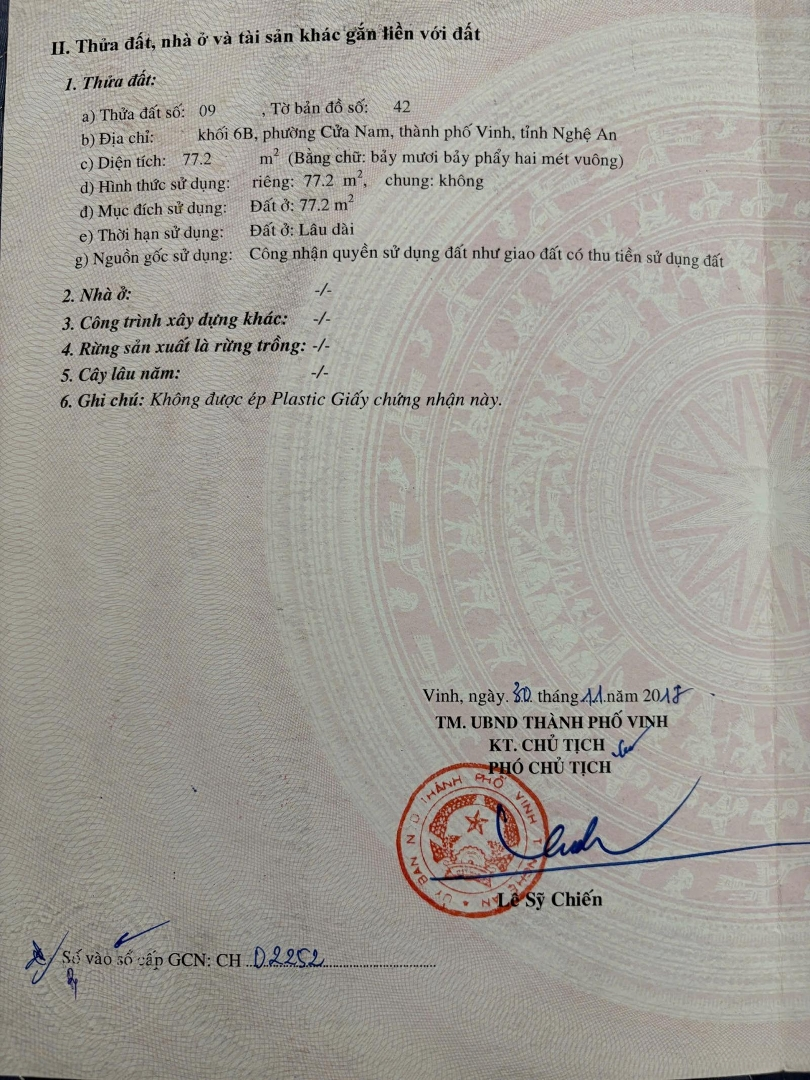 II. Thửa đất, nhà ở và tài sản khác gắn liền với đất
1. Thửa đất:
a) Thửa đất số: 09 , Tờ bản đồ số: 42
b) Địa chỉ: khối 6B, phường Cửa Nam, thành phố Vinh, tỉnh Nghệ An
c) Diện tích: 77.2 m² (Bằng chữ: bảy mươi bảy phẩy hai mét vuông)
d) Hình thức sử dụng: riêng: 77.2 m², chung: không
đ) Mục đích sử dụng: Đất ở: 77.2 m²
e) Thời hạn sử dụng: Đất ở: Lâu dài
g) Nguồn gốc sử dụng: Công nhận quyền sử dụng đất như giao đất có thu tiền sử dụng đất
2. Nhà ở: -/-
3. Công trình xây dựng khác: -/-
4. Rừng sản xuất là rừng trồng: -/-
5. Cây lâu năm: -/-
6. Ghi chú: Không được ép Plastic Giấy chứng nhận này.
Vinh, ngày. 30. tháng 11.năm 2018
TM. UBND THÀNH PHỐ VINH
KT. CHỦ TỊCH
PHÓ CHỦ TỊCH
ỦY BAN N D THÀNH PHỐ VINH T. NGHỆ AN
Lê Sỹ Chiến
Số vào sổ cấp GCN: CH 02252